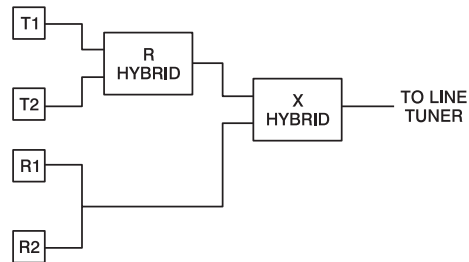 T1
R
HYBRID
T2
X
HYBRID
TO LINE
TUNER
R1
R2